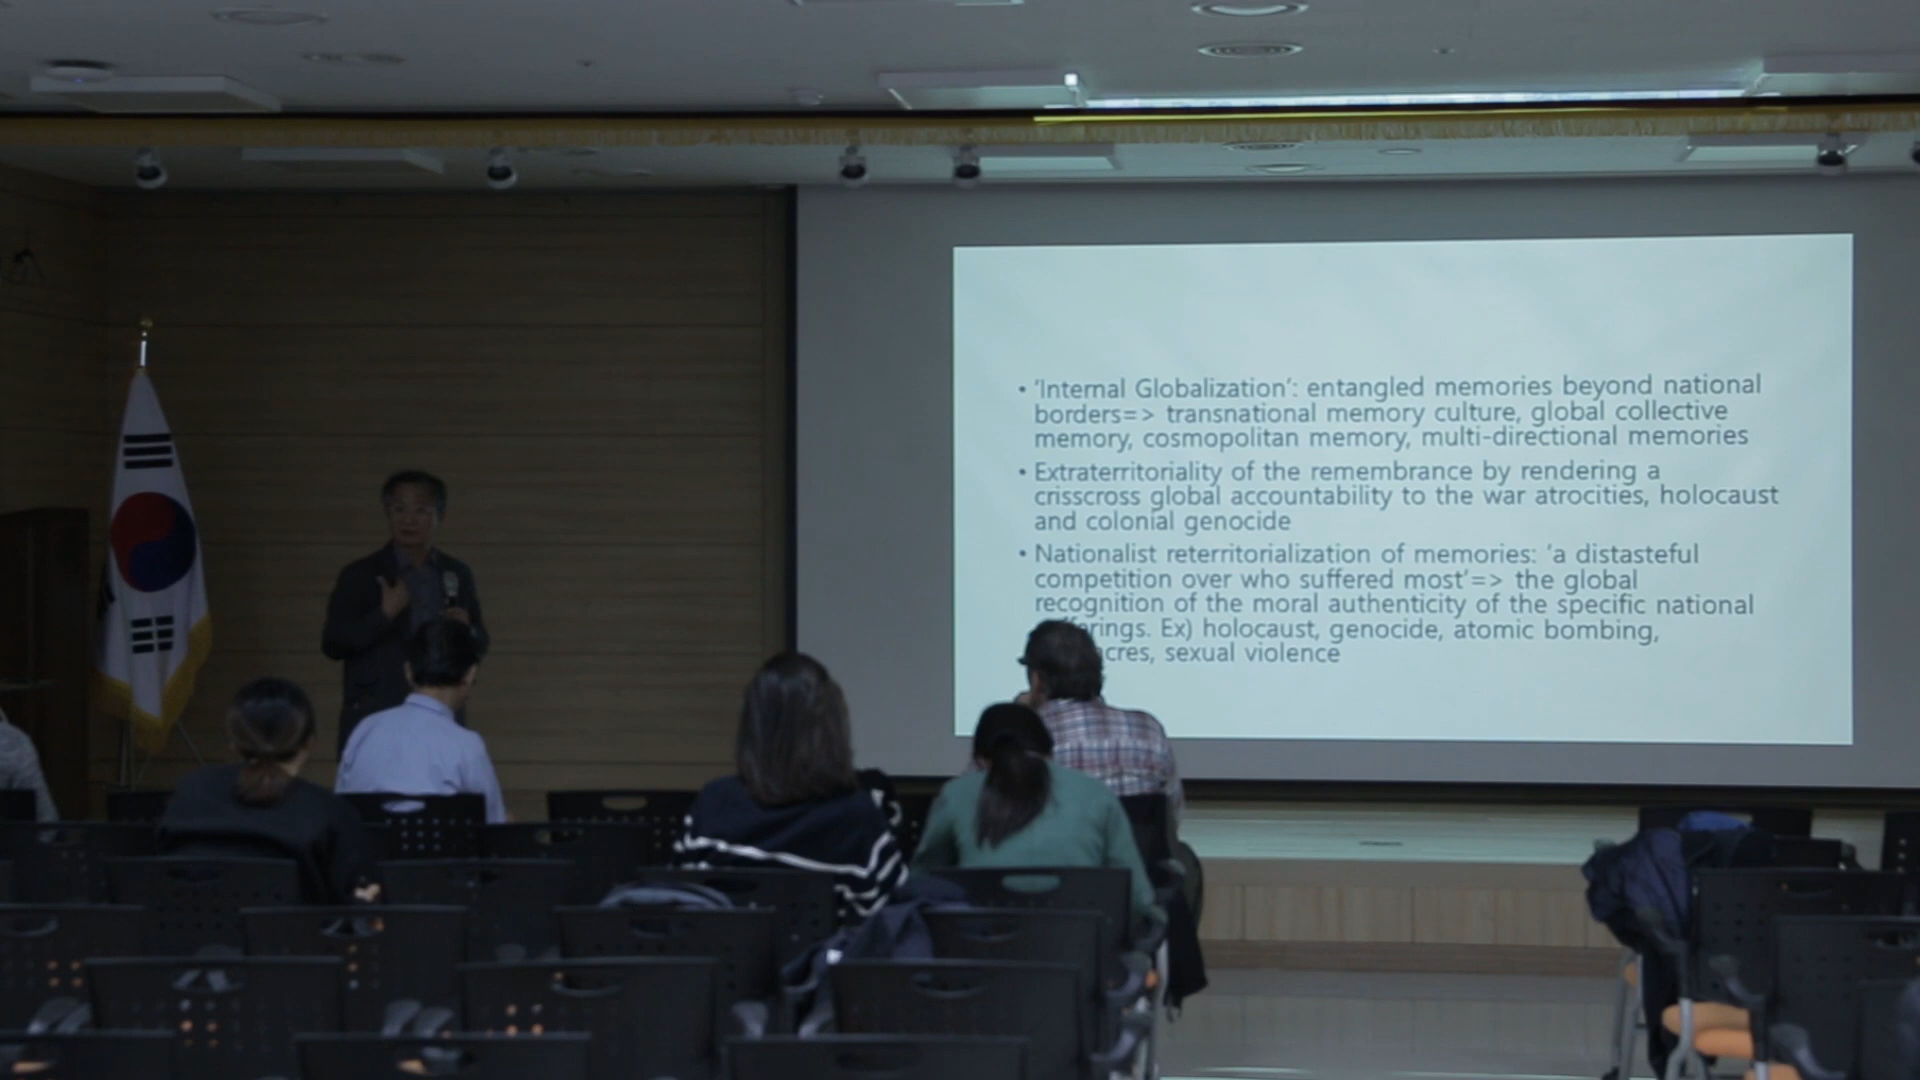 • 'Internal Globalization': entangled memories beyond national
borders=> transnational memory culture, global collective
memory, cosmopolitan memory, multi-directional memories
• Extraterritoriality of the remembrance by rendering a
crisscross global accountability to the war atrocities, holocaust
and colonial genocide
• Nationalist reterritorialization of memories: 'a distasteful
competition over who suffered most'=> the global
recognition of the moral authenticity of the specific national
Ex) holocaust, genocide, atomic bombing,
sexual violence